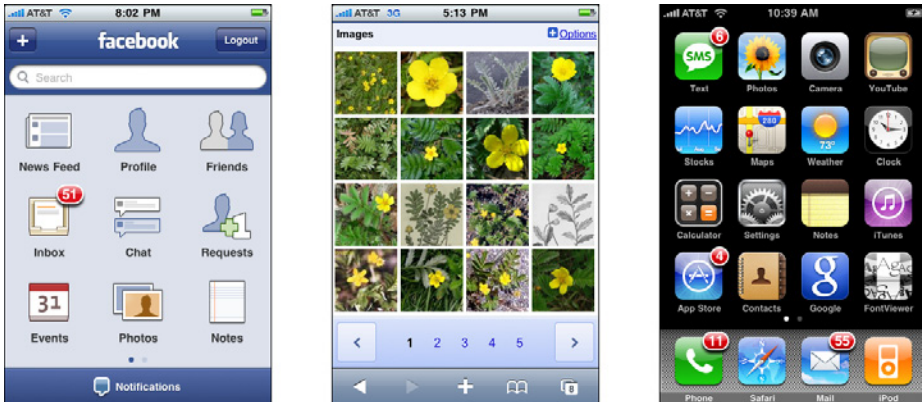 AT&T 8:02 PM
+ facebook Logout
Search
News Feed Profile Friends
51
Inbox Chat Requests
31
Events Photos Notes
Notifications
AT&T 3G 5:13 PM
Images + Options
< 1 2 3 4 5 >
8
AT&T 10:39 AM
6
SMS 280 73°
Text Photos Camera YouTube
Stocks Maps Weather Clock
Calculator Settings Notes iTunes
4
g
App Store Contacts Google FontViewer
11 55
Phone Safari Mail iPod